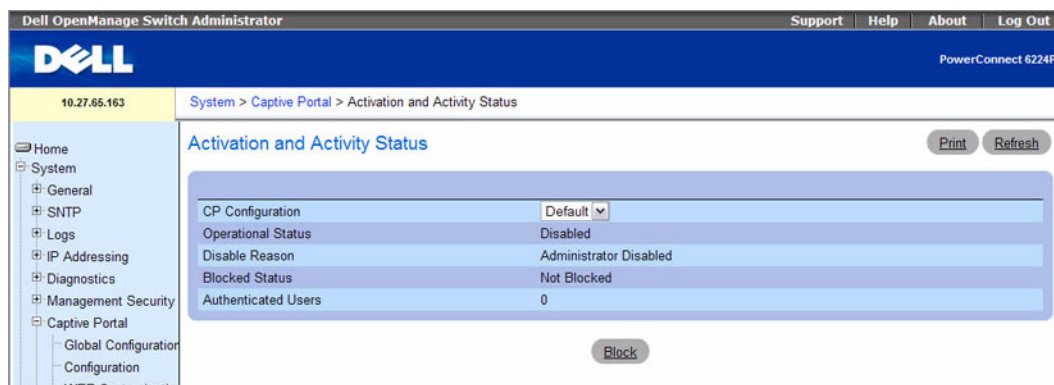 Dell OpenManage Switch Administrator
Support Help About Log Out
DELL
PowerConnect 6224P
10.27.65.163
System > Captive Portal > Activation and Activity Status
Home
System
General
SNTP
Logs
IP Addressing
Diagnostics
Management Security
Captive Portal
Global Configuration
Configuration
Activation and Activity Status
Print Refresh
CP Configuration Default
Operational Status Disabled
Disable Reason Administrator Disabled
Blocked Status Not Blocked
Authenticated Users 0
Block